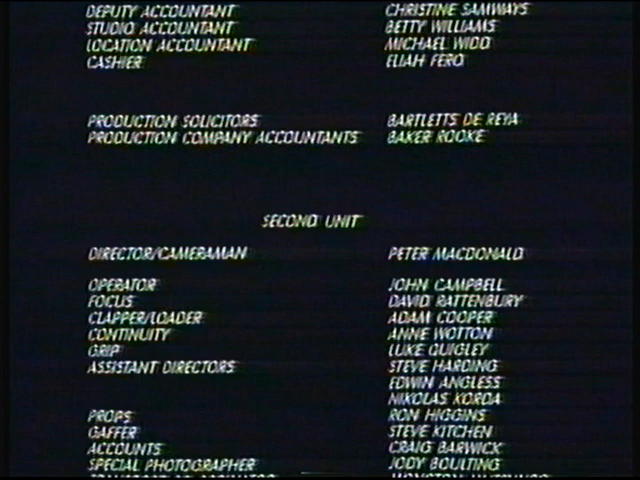 DEPUTY ACCOUNTANT CHRISTINE SAMWAYS
STUDIO ACCOUNTANT BETTY WILLIAMS
LOCATION ACCOUNTANT MICHAEL WIDD
CASHIER ELIAH FERO
PRODUCTION SOLICITORS BARTLETTS DE REYA
PRODUCTION COMPANY ACCOUNTANTS BAKER ROOKE
SECOND UNIT
DIRECTOR/CAMERAMAN PETER MACDONALD
OPERATOR JOHN CAMPBELL
FOCUS DAVID RATTENBURY
CLAPPER/LOADER ADAM COOPER
CONTINUITY ANNE WOTTON
GRIP LUKE QUIGLEY
ASSISTANT DIRECTORS STEVE HARDING
EDWIN ANGLESS
NIKOLAS KORDA
PROPS RON HIGGINS
GAFFER STEVE KITCHEN
ACCOUNTS CRAIG BARWICK
SPECIAL PHOTOGRAPHER JODY BOULTING